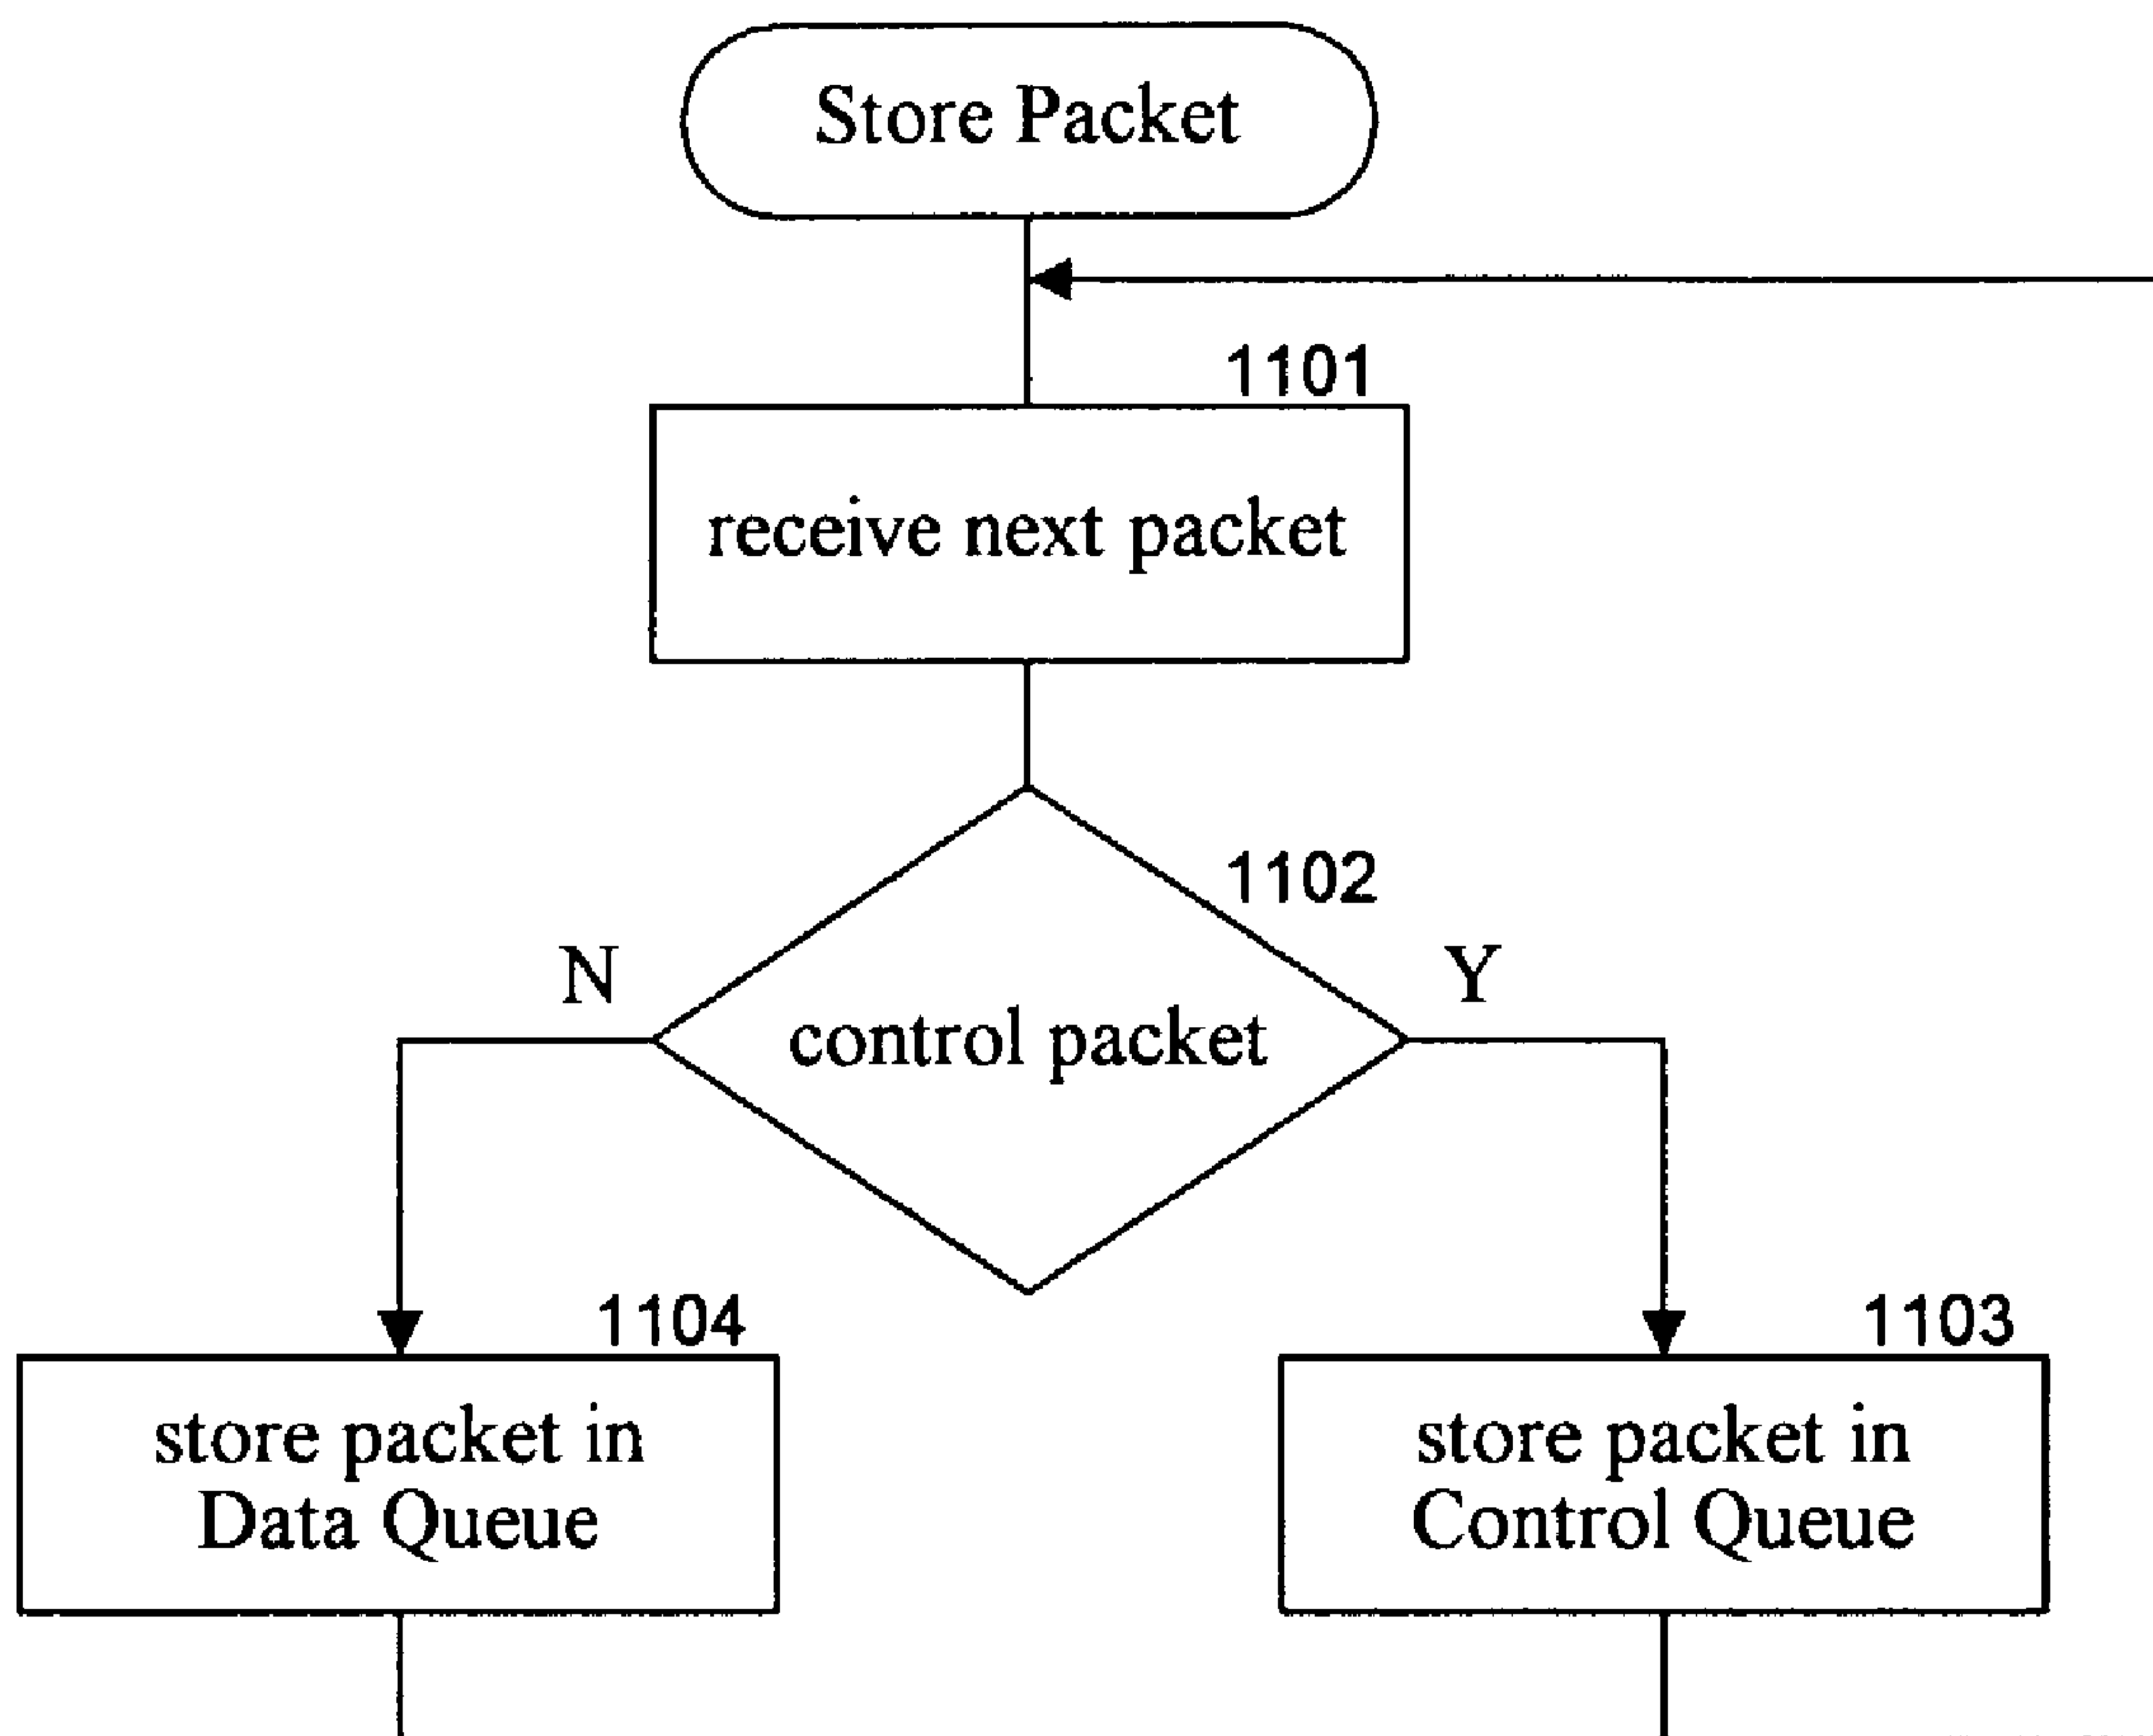 Store Packet
1101
receive next packet
1102
N
Y
control packet
1104
1103
store packet in
Data Queue
store packet in
Control Queue